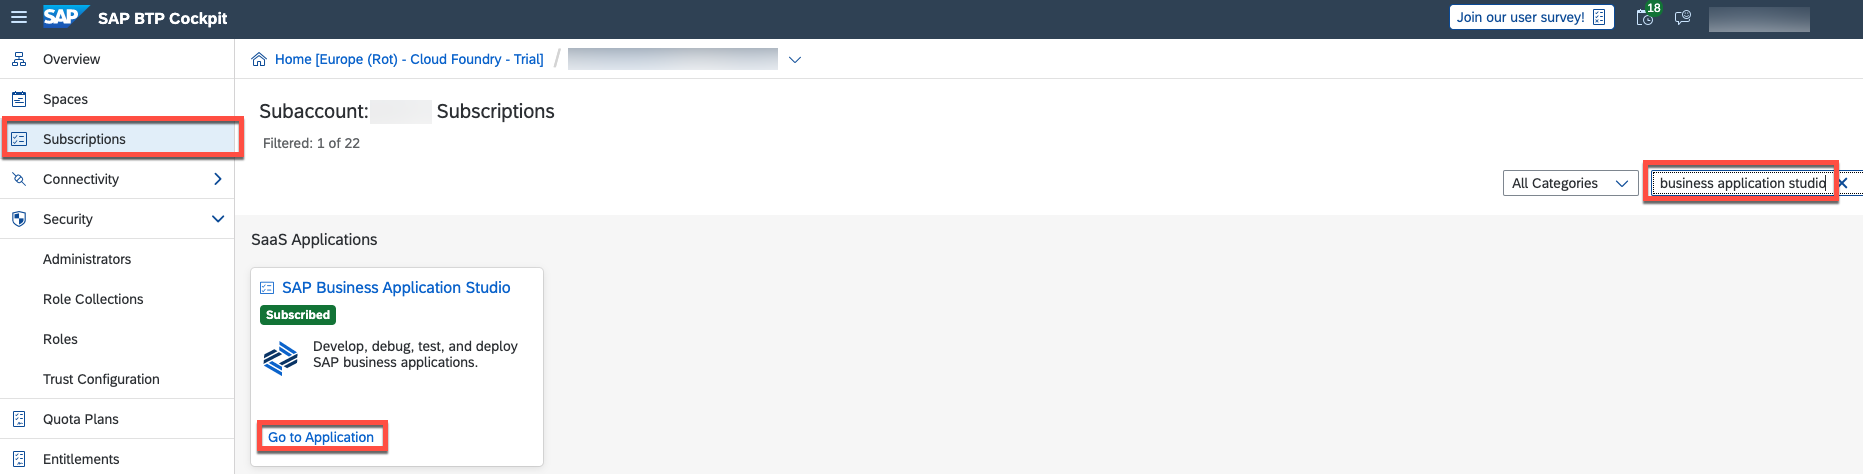 SAP SAP BTP Cockpit
Join our user survey!
18
Overview
Spaces
Subscriptions
Connectivity
Security
Administrators
Role Collections
Roles
Trust Configuration
Quota Plans
Entitlements
Home [Europe (Rot) - Cloud Foundry - Trial] /
Subaccount: Subscriptions
Filtered: 1 of 22
All Categories
business application studio
SaaS Applications
SAP Business Application Studio
Subscribed
Develop, debug, test, and deploy
SAP business applications.
Go to Application